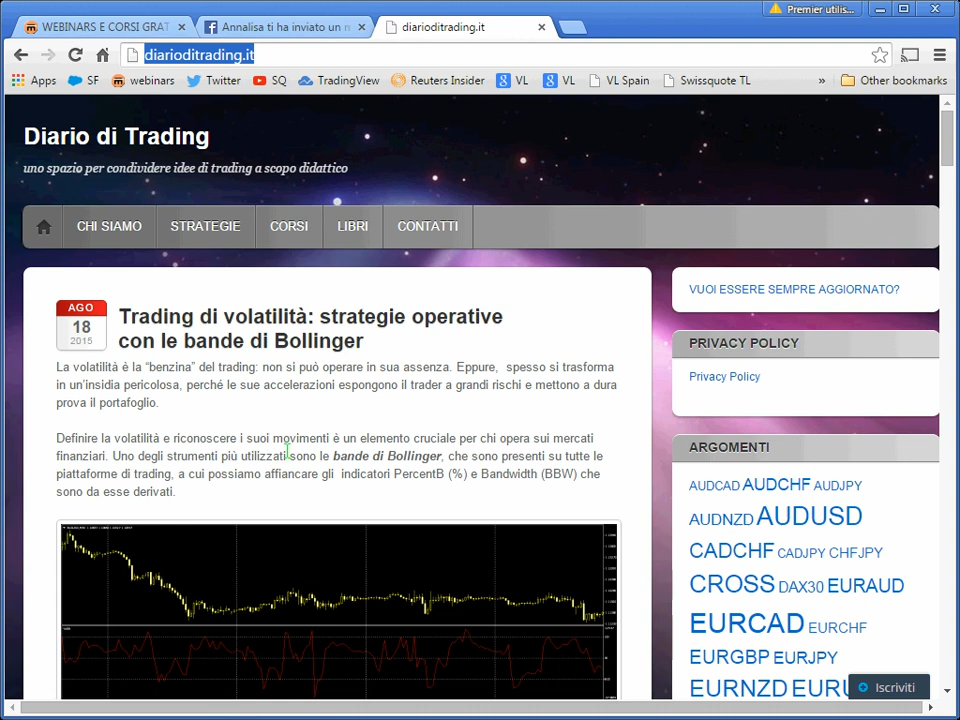 Premier utilis...
WEBINARS E CORSI GRAT
Annalisa ti ha inviato un m
diarioditrading.it
diarioditrading.it
Apps
SF
webinars
Twitter
SQ
TradingView
Reuters Insider
VL
VL
VL Spain
Swissquote TL
»
Other bookmarks
Diario di Trading
uno spazio per condividere idee di trading a scopo didattico
CHI SIAMO
STRATEGIE
CORSI
LIBRI
CONTATTI
AGO
18
2015
Trading di volatilità: strategie operative
con le bande di Bollinger
La volatilità è la “benzina” del trading: non si può operare in sua assenza. Eppure, spesso si trasforma
in un’insidia pericolosa, perché le sue accelerazioni espongono il trader a grandi rischi e mettono a dura
prova il portafoglio.
Definire la volatilità e riconoscere i suoi movimenti è un elemento cruciale per chi opera sui mercati
finanziari. Uno degli strumenti più utilizzati sono le bande di Bollinger, che sono presenti su tutte le
piattaforme di trading, a cui possiamo affiancare gli indicatori PercentB (%) e Bandwidth (BBW) che
sono da esse derivati.
VUOI ESSERE SEMPRE AGGIORNATO?
PRIVACY POLICY
Privacy Policy
ARGOMENTI
AUDCAD AUDCHF AUDJPY
AUDNZD AUDUSD
CADCHF CADJPY CHFJPY
CROSS DAX30 EURAUD
EURCAD EURCHF
EURGBP EURJPY
EURNZD EURU
Iscriviti